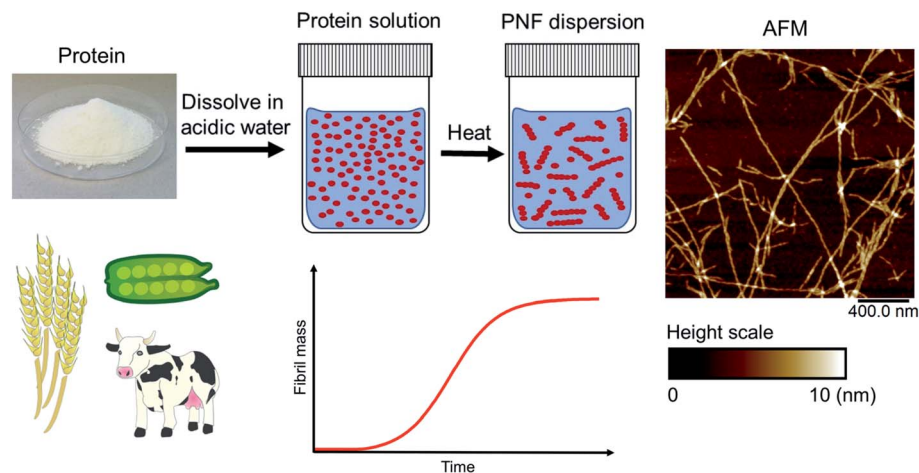 Protein
Dissolve in
acidic water
Protein solution
Heat
PNF dispersion
AFM
400.0 nm
Height scale
0 10 (nm)
Fibril mass
Time